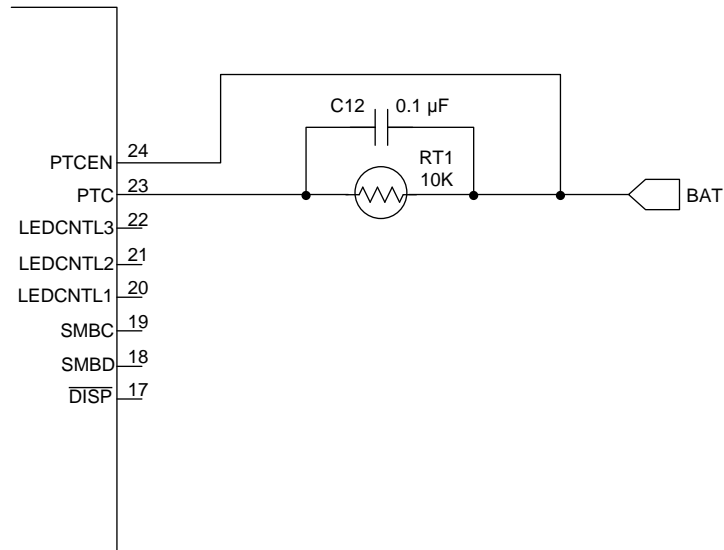 C12 0.1 µF
PTCEN 24
RT1
10K
PTC 23
BAT
LEDCNTL3 22
LEDCNTL2 21
LEDCNTL1 20
SMBC 19
SMBD 18
DISP 17